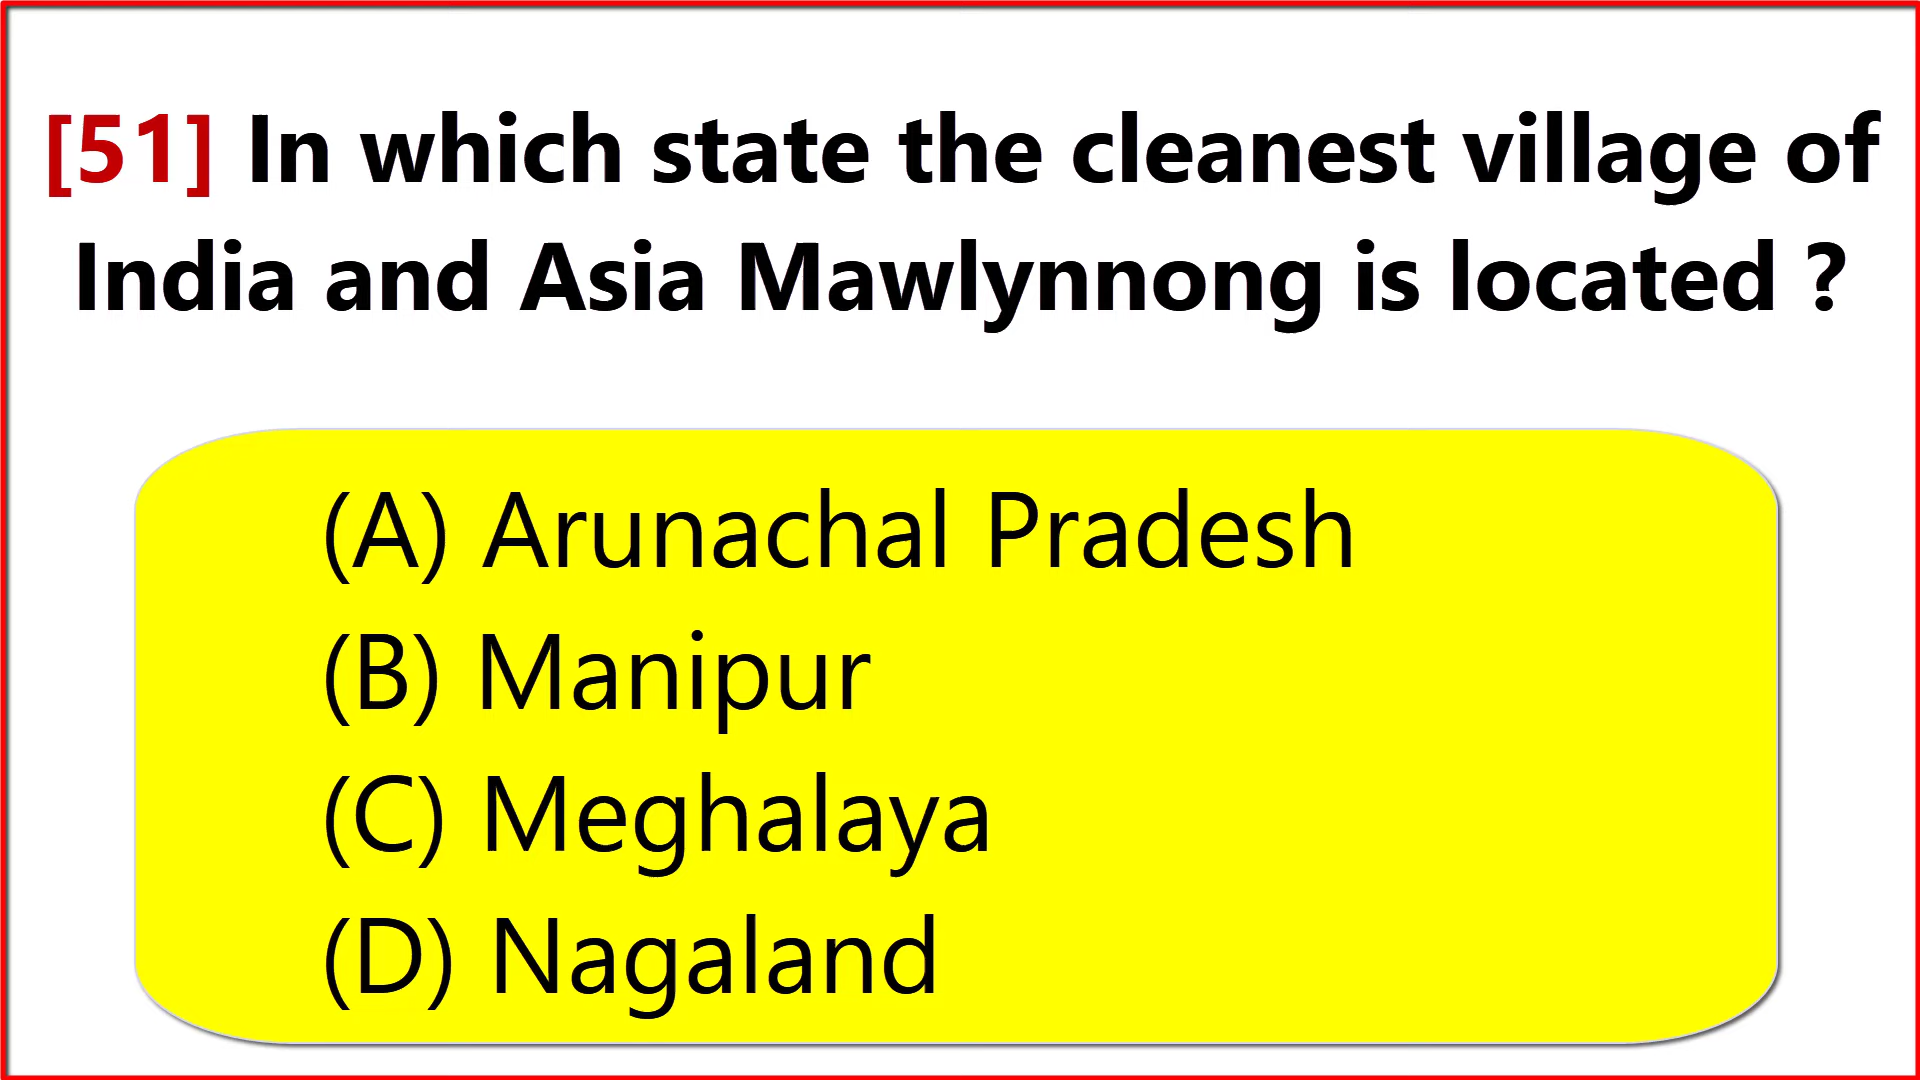 [51] In which state the cleanest village of
India and Asia Mawlynnong is located ?
(A) Arunachal Pradesh
(B) Manipur
(C) Meghalaya
(D) Nagaland